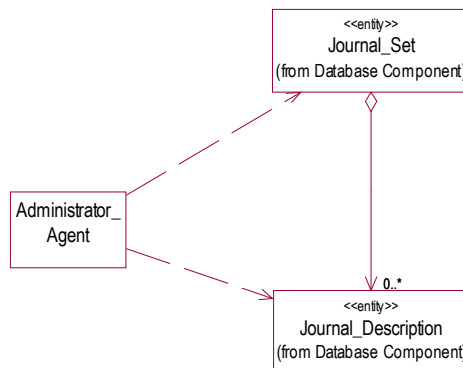 <<entity>>
Journal_Set
(from Database Component)
Administrator_
Agent
0..*
<<entity>>
Journal_Description
(from Database Component)